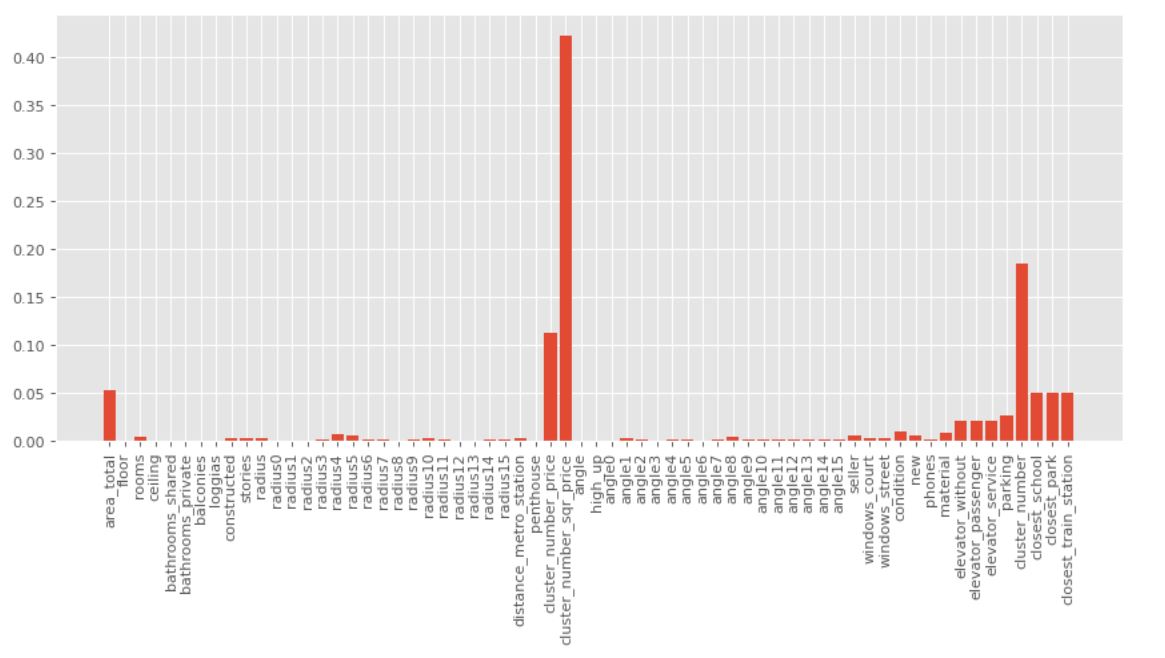 0.40
0.35
0.30
0.25
0.20
0.15
0.10
0.05
0.00
area_total
floor
rooms
ceiling
bathrooms_shared
bathrooms_private
balconies
loggias
constructed
stories
radius
radius0
radius1
radius2
radius3
radius4
radius5
radius6
radius7
radius8
radius9
radius10
radius11
radius12
radius13
radius14
radius15
distance_metro_station
penthouse
cluster_number_price
cluster_number_sqr_price
angle
high_up
angle0
angle1
angle2
angle3
angle4
angle5
angle6
angle7
angle8
angle9
angle10
angle11
angle12
angle13
angle14
angle15
seller
windows_court
windows_street
condition
new
phones
material
elevator_without
elevator_passenger
elevator_service
parking
cluster_number
closest_school
closest_park
closest_train_station